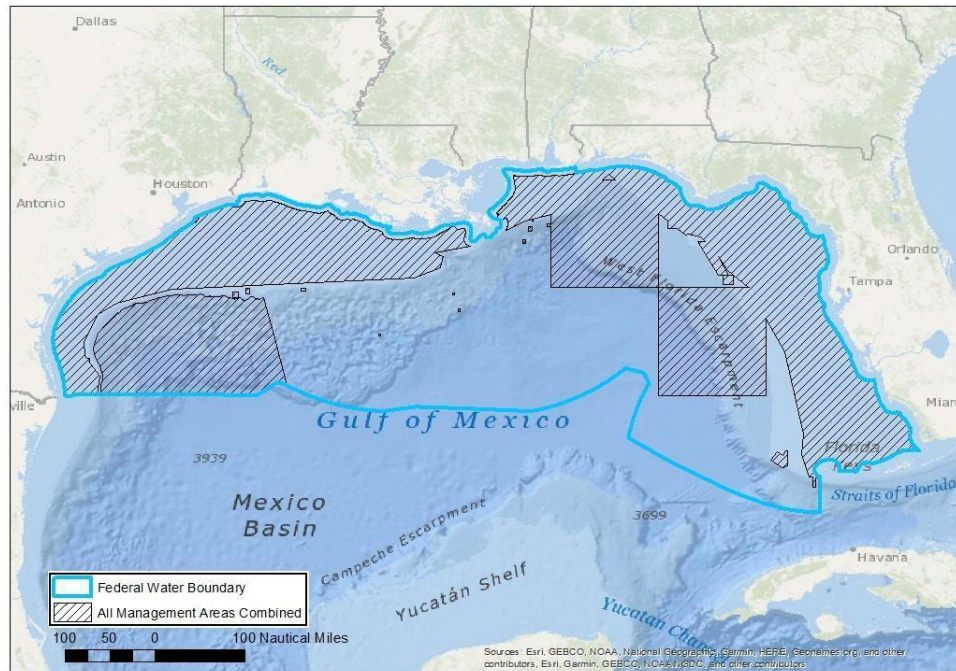 Dallas
Red
Austin
Houston
Antonio
Orlando
Tampa
West Florida Escarpment
ville
Miam
Gulf of Mexico
Florida
Keys
Straits of Florida
3939
Mexico
Basin
3699
Campeche Escarpment
Havana
Yucatán Shelf
Yucatan Chan
Federal Water Boundary
All Management Areas Combined
100 50 0 100 Nautical Miles
Sources: Esri, GEBCO, NOAA, National Geographic, Garmin, HERE, Geonames.org, and other
contributors, Esri, Garmin, GEBCO, NOAA NGDC, and other contributors